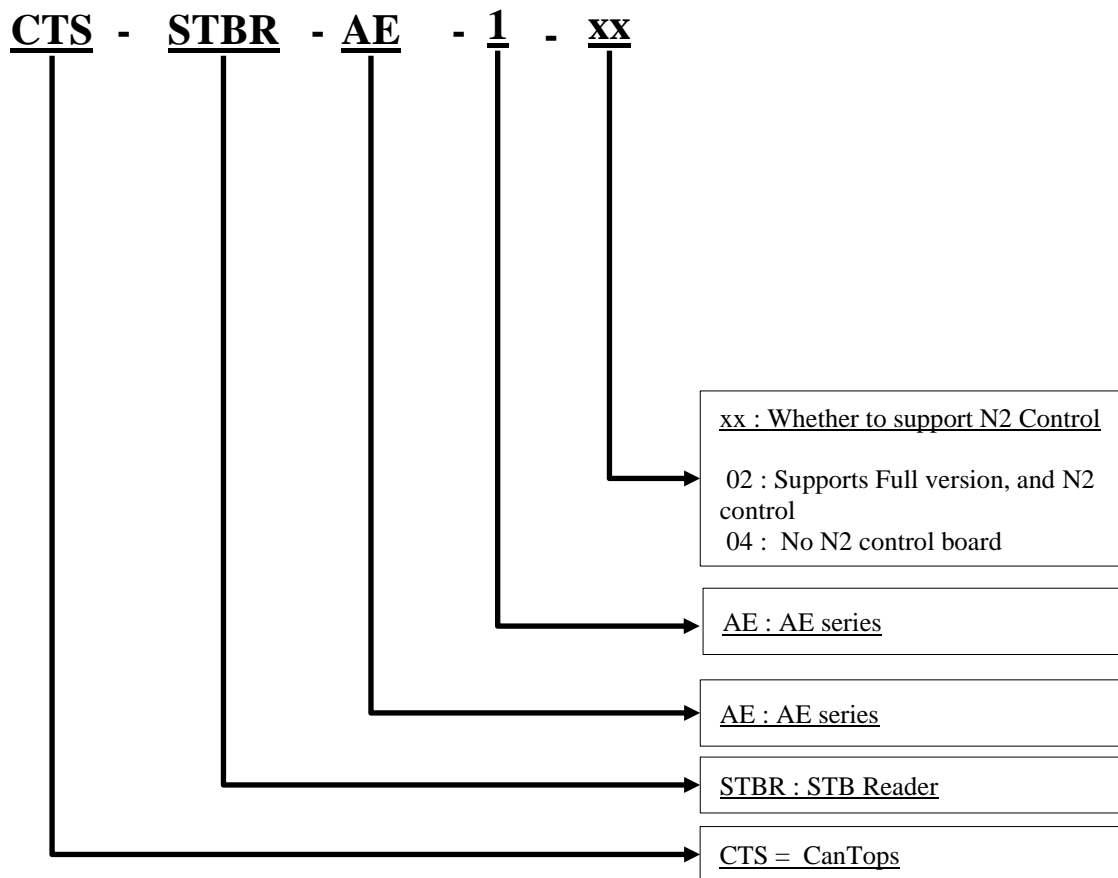 CTS - STBR - AE - 1 - xx
xx : Whether to support N2 Control
02 : Supports Full version, and N2
control
04 : No N2 control board
AE : AE series
AE : AE series
STBR : STB Reader
CTS = CanTops